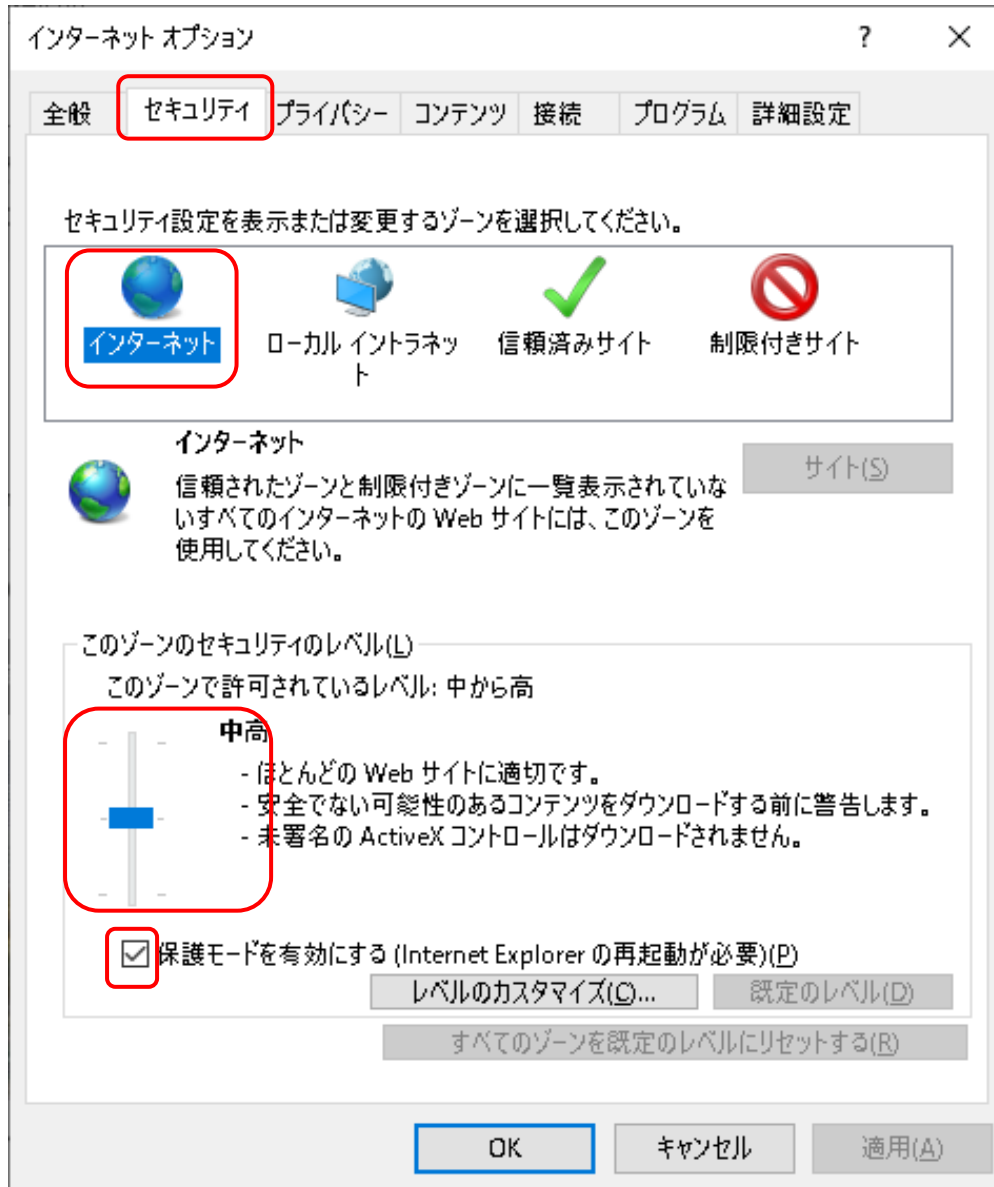 インターネット オプション ? ×
全般 セキュリティ プライバシー コンテンツ 接続 プログラム 詳細設定
セキュリティ設定を表示または変更するゾーンを選択してください。
インターネット ローカル イントラネッ 信頼済みサイト 制限付きサイト
ト
インターネット
サイト(S)
信頼されたゾーンと制限付きゾーンに一覧表示されていな
いすべてのインターネットの Web サイトには、このゾーンを
使用してください。
このゾーンのセキュリティのレベル(L)
このゾーンで許可されているレベル: 中から高
中高
- ほとんどの Web サイトに適切です。
- 安全でない可能性のあるコンテンツをダウンロードする前に警告します。
- 未署名の ActiveX コントロールはダウンロードされません。
保護モードを有効にする (Internet Explorer の再起動が必要)(P)
レベルのカスタマイズ(C)... 既定のレベル(D)
すべてのゾーンを既定のレベルにリセットする(R)
OK キャンセル 適用(A)